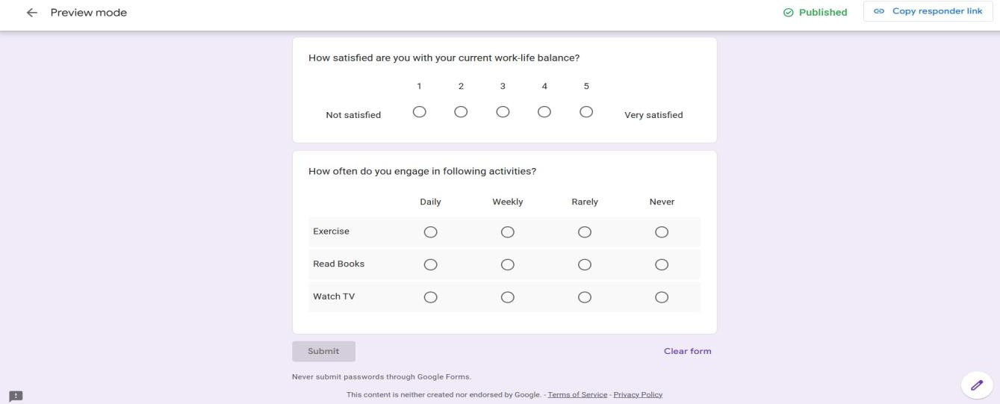 Preview mode
Published
Copy responder link
How satisfied are you with your current work-life balance?
1 2 3 4 5
Not satisfied Very satisfied
How often do you engage in following activities?
Daily Weekly Rarely Never
Exercise
Read Books
Watch TV
Submit Clear form
Never submit passwords through Google Forms.
This content is neither created nor endorsed by Google. - Terms of Service - Privacy Policy